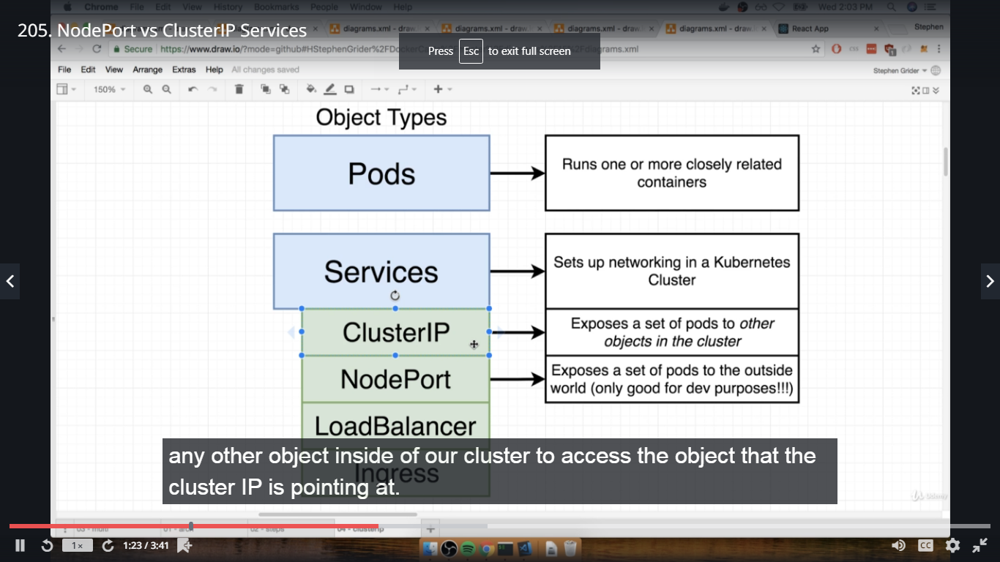 Chrome File Edit View History Bookmarks People Window Help Wed 2:03 PM
205. NodePort vs ClusterIP Services
diagrams.xml - draw. diagrams.xml - draw. diagrams.xml - draw. diagrams.xml - draw. React App Stephen
Secure https://www.draw.io/?mode=github#HStephenGrider%2FDocker %2Fdiagrams.xml
Press Esc to exit full screen
File Edit View Arrange Extras Help All changes saved Stephen Grider
150%
Object Types
Pods
Runs one or more closely related
containers
Services
Sets up networking in a Kubernetes
Cluster
ClusterIP
Exposes a set of pods to other
objects in the cluster
NodePort
Exposes a set of pods to the outside
world (only good for dev purposes!!!)
LoadBalancer
Ingress
any other object inside of our cluster to access the object that the
cluster IP is pointing at.
Udemy
03 - multi 01 - arch 02 - steps 04 - clusterip
1x 1:23 / 3:41 CC